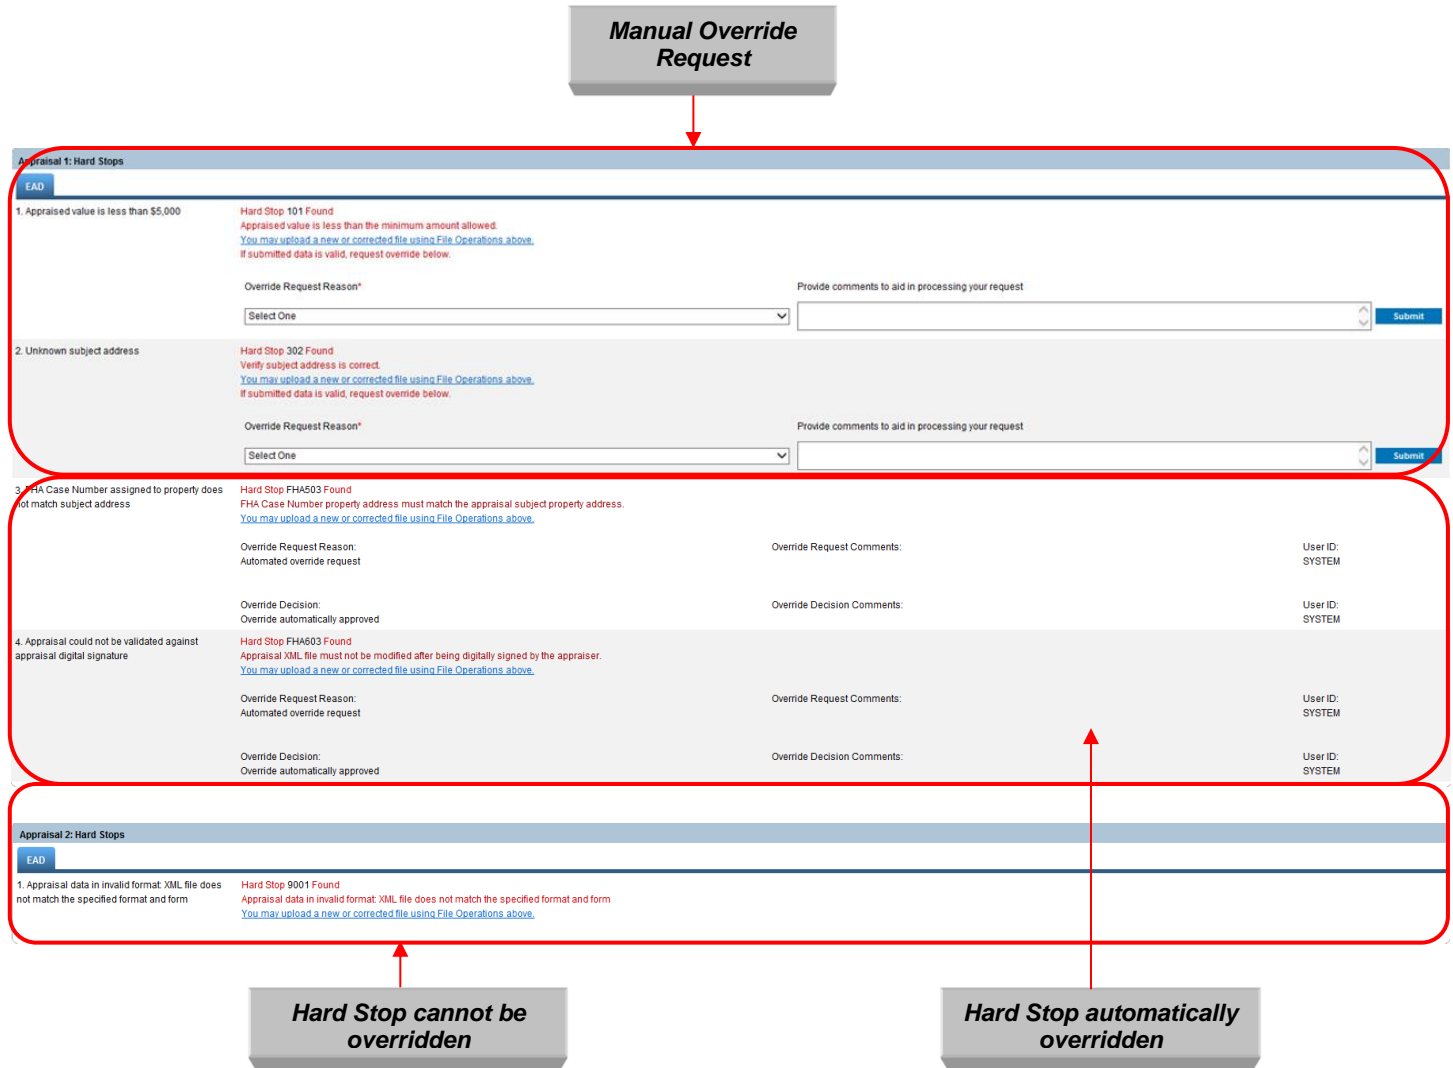 Manual Override
Request
Appraisal 1: Hard Stops
EAD
1. Appraised value is less than $5,000
Hard Stop 101 Found
Appraised value is less than the minimum amount allowed.
You may upload a new or corrected file using File Operations above.
If submitted data is valid, request override below.
Override Request Reason*
Provide comments to aid in processing your request
Select One
Submit
2. Unknown subject address
Hard Stop 302 Found
Verify subject address is correct.
You may upload a new or corrected file using File Operations above.
If submitted data is valid, request override below.
Override Request Reason*
Provide comments to aid in processing your request
Select One
Submit
3. FHA Case Number assigned to property does
not match subject address
Hard Stop FHA503 Found
FHA Case Number property address must match the appraisal subject property address.
You may upload a new or corrected file using File Operations above.
Override Request Reason:
Automated override request
Override Request Comments:
User ID:
SYSTEM
Override Decision:
Override automatically approved
Override Decision Comments:
User ID:
SYSTEM
4. Appraisal could not be validated against
appraisal digital signature
Hard Stop FHA603 Found
Appraisal XML file must not be modified after being digitally signed by the appraiser.
You may upload a new or corrected file using File Operations above.
Override Request Reason:
Automated override request
Override Request Comments:
User ID:
SYSTEM
Override Decision:
Override automatically approved
Override Decision Comments:
User ID:
SYSTEM
Appraisal 2: Hard Stops
EAD
1. Appraisal data in invalid format: XML file does
not match the specified format and form
Hard Stop 9001 Found
Appraisal data in invalid format: XML file does not match the specified format and form
You may upload a new or corrected file using File Operations above.
Hard Stop cannot be
overridden
Hard Stop automatically
overridden